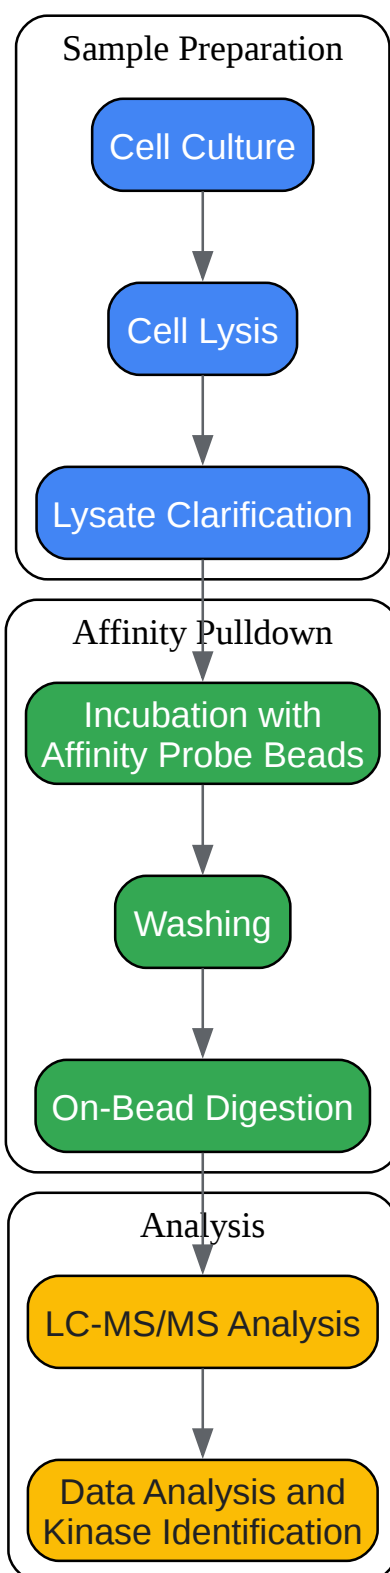 Sample Preparation
Cell Culture
Cell Lysis
Lysate Clarification
Affinity Pulldown
Incubation with
Affinity Probe Beads
Washing
On-Bead Digestion
Analysis
LC-MS/MS Analysis
Data Analysis and
Kinase Identification